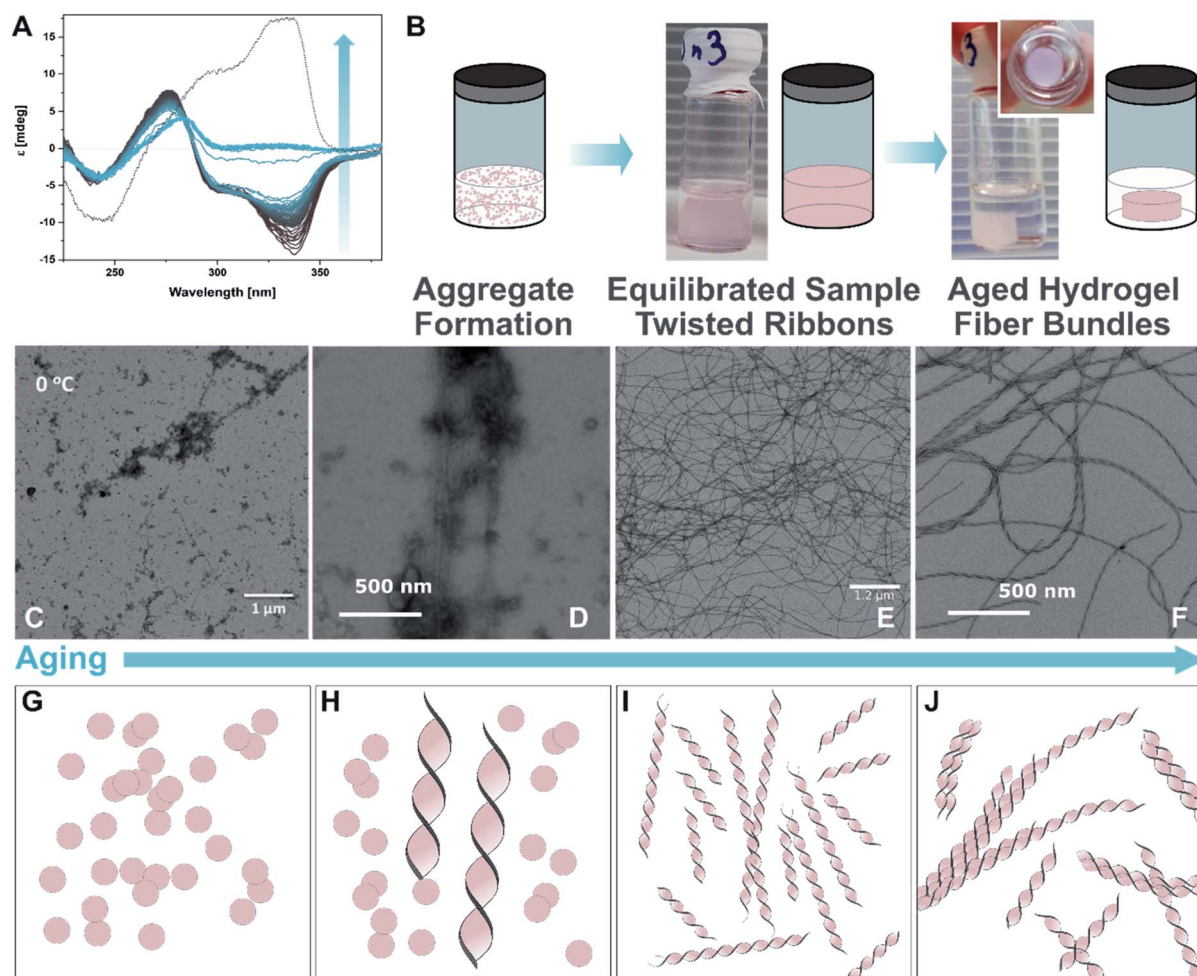 A
ε [mdeg]
15
10
5
0
-5
-10
-15
250
300
350
Wavelength [nm]
B
3
3
Aggregate
Formation
Equilibrated Sample
Twisted Ribbons
Aged Hydrogel
Fiber Bundles
0 °C
1 µm
C
500 nm
D
1.2 µm
E
500 nm
F
Aging
G
H
I
J